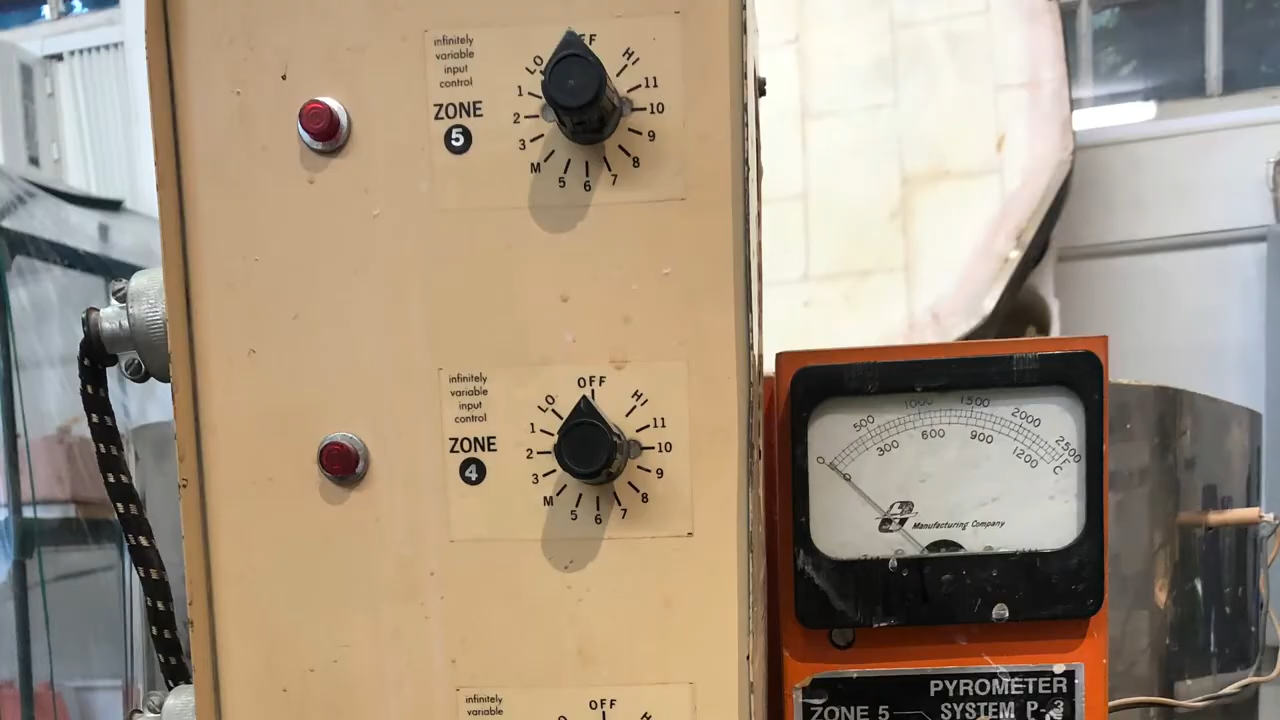 infinitely
variable
input
control
ZONE
5
OFF
LO
HI
1
11
2
10
3
9
M
8
5
6
7
infinitely
variable
input
control
ZONE
4
OFF
LO
HI
1
11
2
10
3
9
M
8
5
6
7
infinitely
variable
OFF
500
1000
1500
2000
2500
F
300
600
900
1200
C
Manufacturing Company
PYROMETER
ZONE 5 SYSTEM P-3